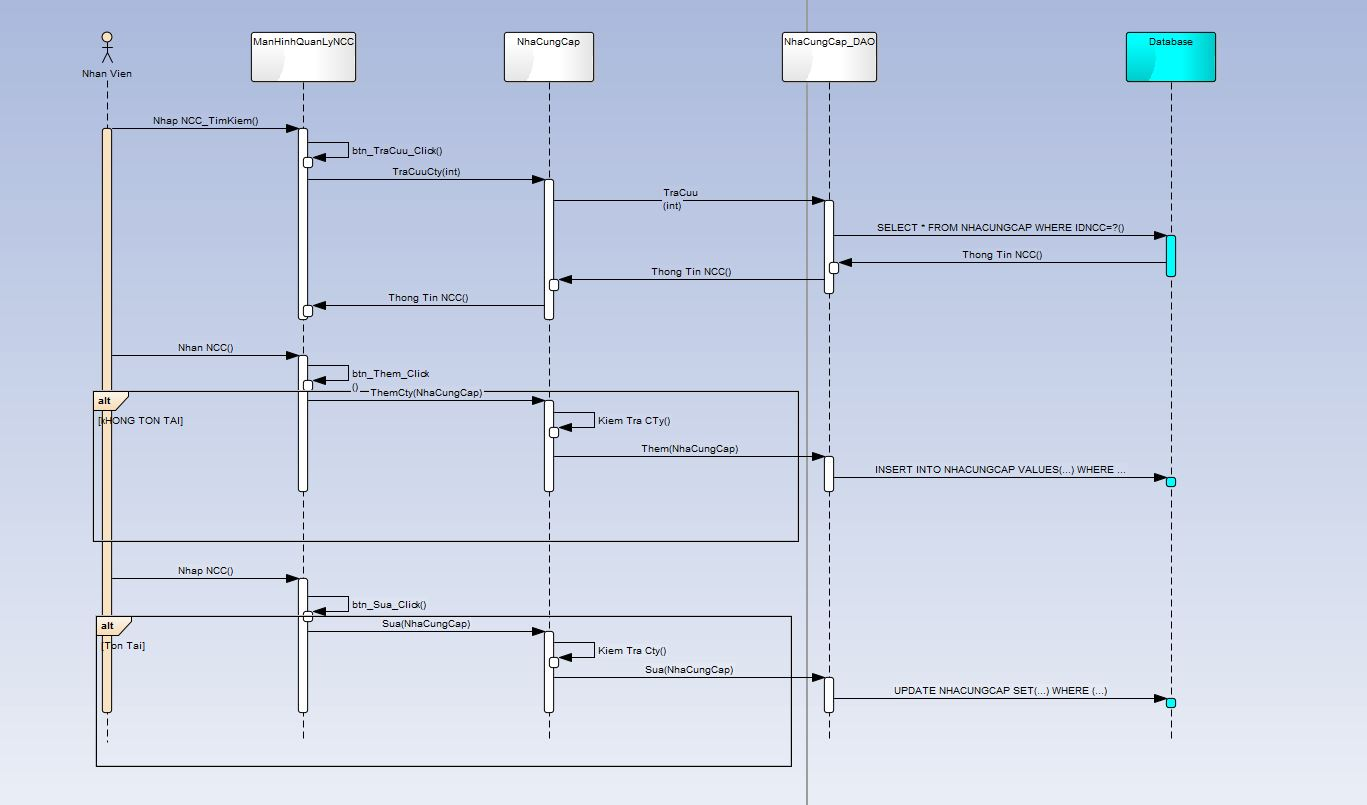 Nhan Vien
ManHinhQuanLyNCC
NhaCungCap
NhaCungCap_DAO
Database
Nhap NCC_TimKiem()
btn_TraCuu_Click()
TraCuuCty(int)
TraCuu
(int)
SELECT * FROM NHACUNGCAP WHERE IDNCC=?()
Thong Tin NCC()
Thong Tin NCC()
Thong Tin NCC()
Nhan NCC()
btn_Them_Click
()
ThemCty(NhaCungCap)
alt
[kHONG TON TAI]
Kiem Tra CTy()
Them(NhaCungCap)
INSERT INTO NHACUNGCAP VALUES(...) WHERE ...
Nhap NCC()
btn_Sua_Click()
alt
Sua(NhaCungCap)
[Ton Tai]
Kiem Tra Cty()
Sua(NhaCungCap)
UPDATE NHACUNGCAP SET(...) WHERE (...)